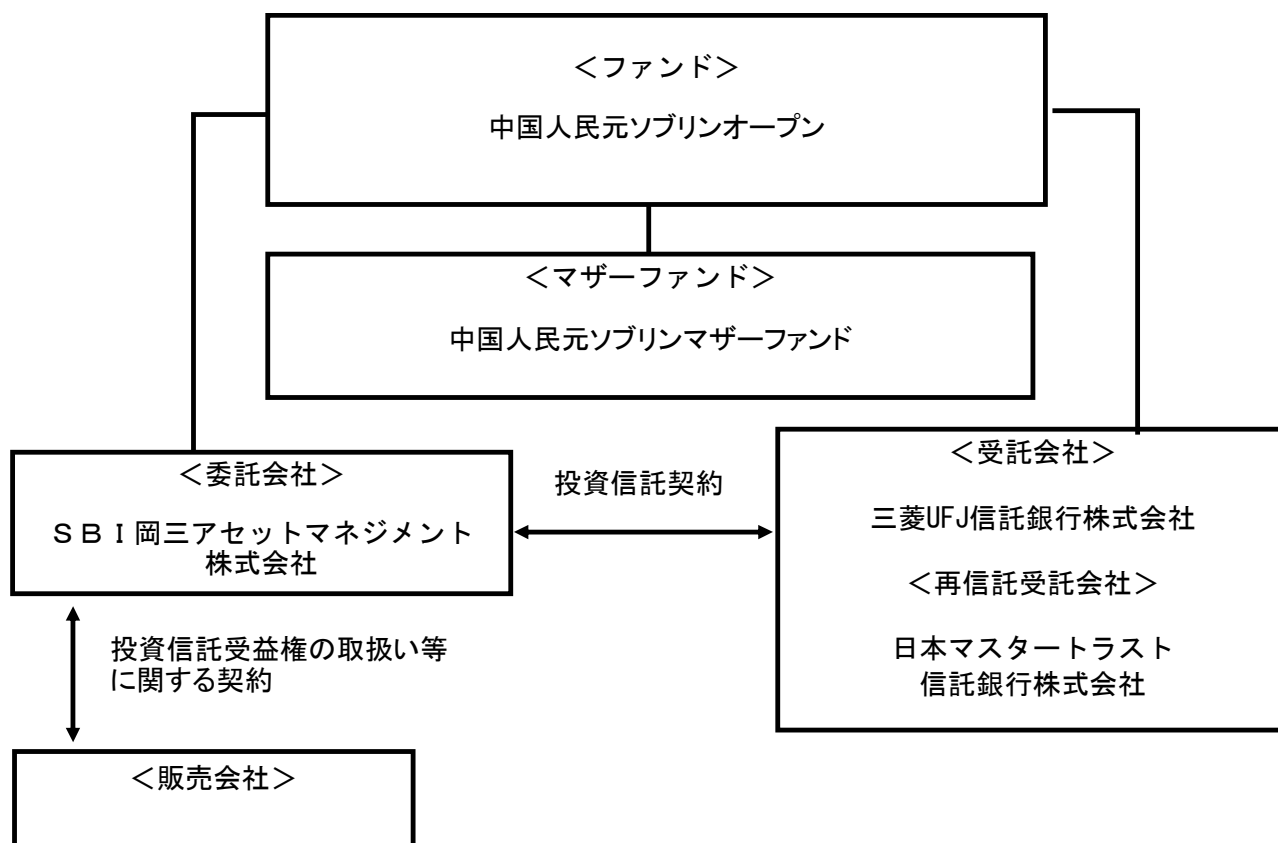 ＜ファンド＞
中国人民元ソブリンオープン
＜マザーファンド＞
中国人民元ソブリンマザーファンド
＜委託会社＞
ＳＢＩ岡三アセットマネジメント
株式会社
投資信託契約
＜受託会社＞
三菱UFJ信託銀行株式会社
＜再信託受託会社＞
日本マスタートラスト
信託銀行株式会社
投資信託受益権の取扱い等
に関する契約
＜販売会社＞